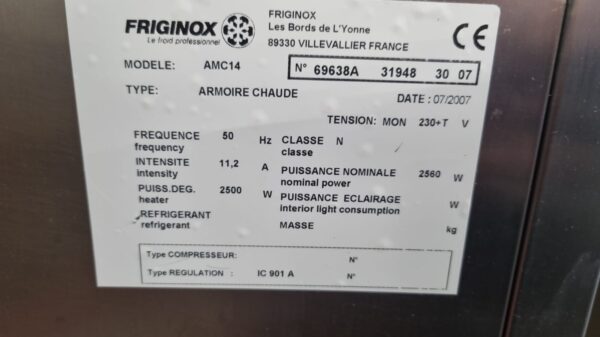 FRIGINOX
Le froid professionnel
FRIGINOX
Les Bords de L'Yonne
89330 VILLEVALLIER FRANCE
CE
MODELE: AMC14
N° 69638A 31948 30 07
TYPE: ARMOIRE CHAUDE
DATE : 07/2007
TENSION: MON 230+T V
FREQUENCE 50 Hz CLASSE N
frequency classe
INTENSITE 11,2 A PUISSANCE NOMINALE 2560 W
intensity nominal power
PUISS.DEG. 2500 W PUISSANCE ECLAIRAGE W
heater interior light consumption
REFRIGERANT MASSE kg
refrigerant
Type COMPRESSEUR: N°
Type REGULATION : IC 901 A N°